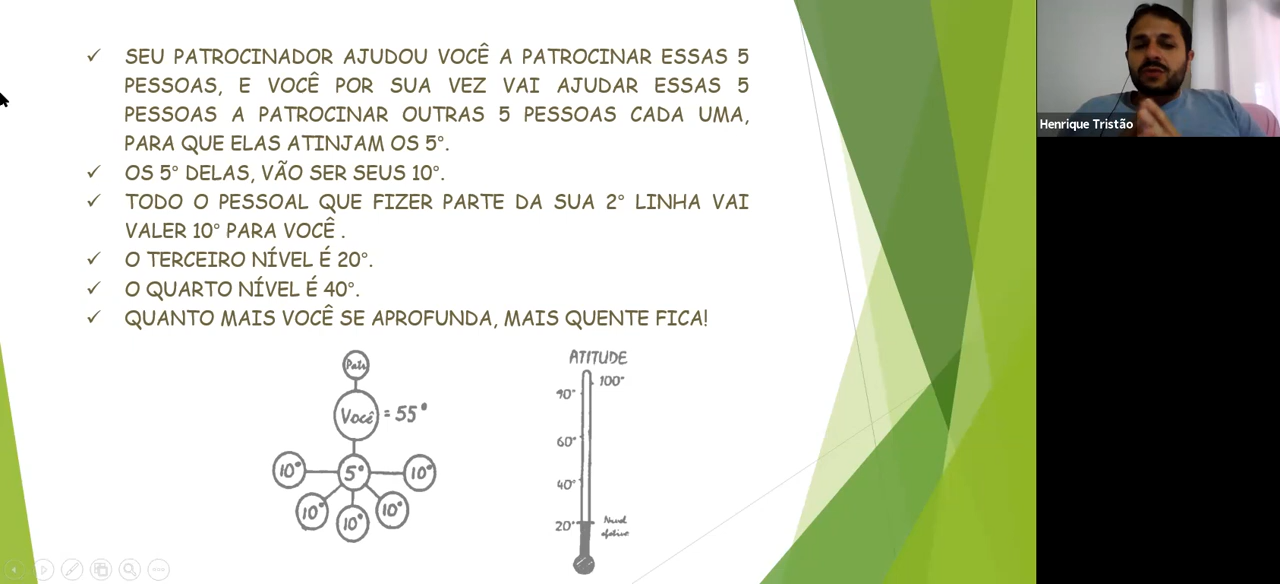 SEU PATROCINADOR AJUDOU VOCÊ A PATROCINAR ESSAS 5
PESSOAS, E VOCÊ POR SUA VEZ VAI AJUDAR ESSAS 5
PESSOAS A PATROCINAR OUTRAS 5 PESSOAS CADA UMA,
PARA QUE ELAS ATINJAM OS 5°.
OS 5° DELAS, VÃO SER SEUS 10°.
TODO O PESSOAL QUE FIZER PARTE DA SUA 2° LINHA VAI
VALER 10° PARA VOCÊ .
O TERCEIRO NÍVEL É 20°.
O QUARTO NÍVEL É 40°.
QUANTO MAIS VOCÊ SE APROFUNDA, MAIS QUENTE FICA!
Você = 55°
10° 5° 10°
10° 10° 10°
ATITUDE
100°
90°
60°
40°
20° Nível
Henrique Tristão